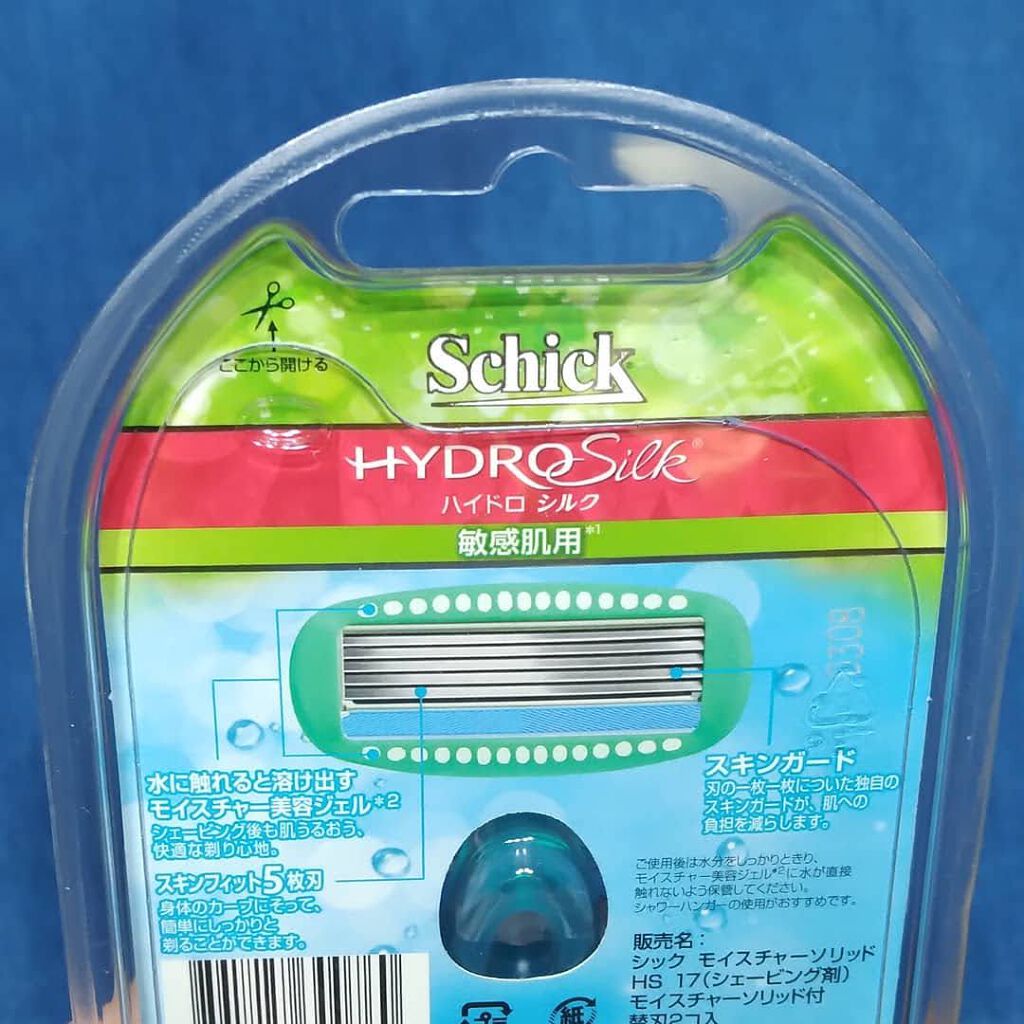 ここから開ける
Schick
HYDRO Silk®
ハイドロ シルク
敏感肌用*1
水に触れると溶け出す
モイスチャー美容ジェル*2
シェービング後も肌うるおう、
快適な剃り心地。
スキンフィット5枚刃
身体のカーブにそって、
簡単にしっかりと
剃ることができます。
スキンガード
刃の一枚一枚についた独自の
スキンガードが、肌への
負担を減らします。
ご使用後は水分をしっかりときり、
モイスチャー美容ジェル*2に水が直接
触れないよう保管してください。
シャワーハンガーの使用がおすすめです。
販売名：
シック モイスチャーソリッド
HS 17(シェービング剤)
モイスチャーソリッド付
替刃2コ入
プラ
紙